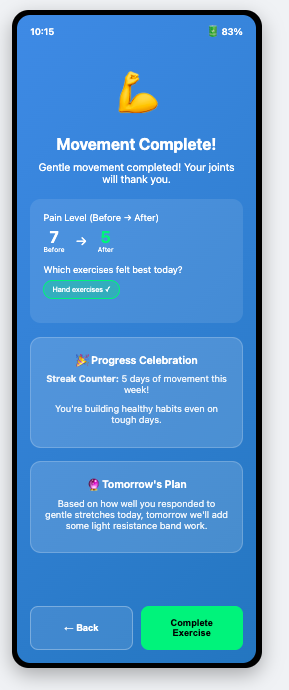 10:15 83%
Movement Complete!
Gentle movement completed! Your joints
will thank you.
Pain Level (Before → After)
7 → 5
Before After
Which exercises felt best today?
Hand exercises ✓
🎉 Progress Celebration
Streak Counter: 5 days of movement this
week!
You're building healthy habits even on
tough days.
🔮 Tomorrow's Plan
Based on how well you responded to
gentle stretches today, tomorrow we'll add
some light resistance band work.
← Back Complete
Exercise